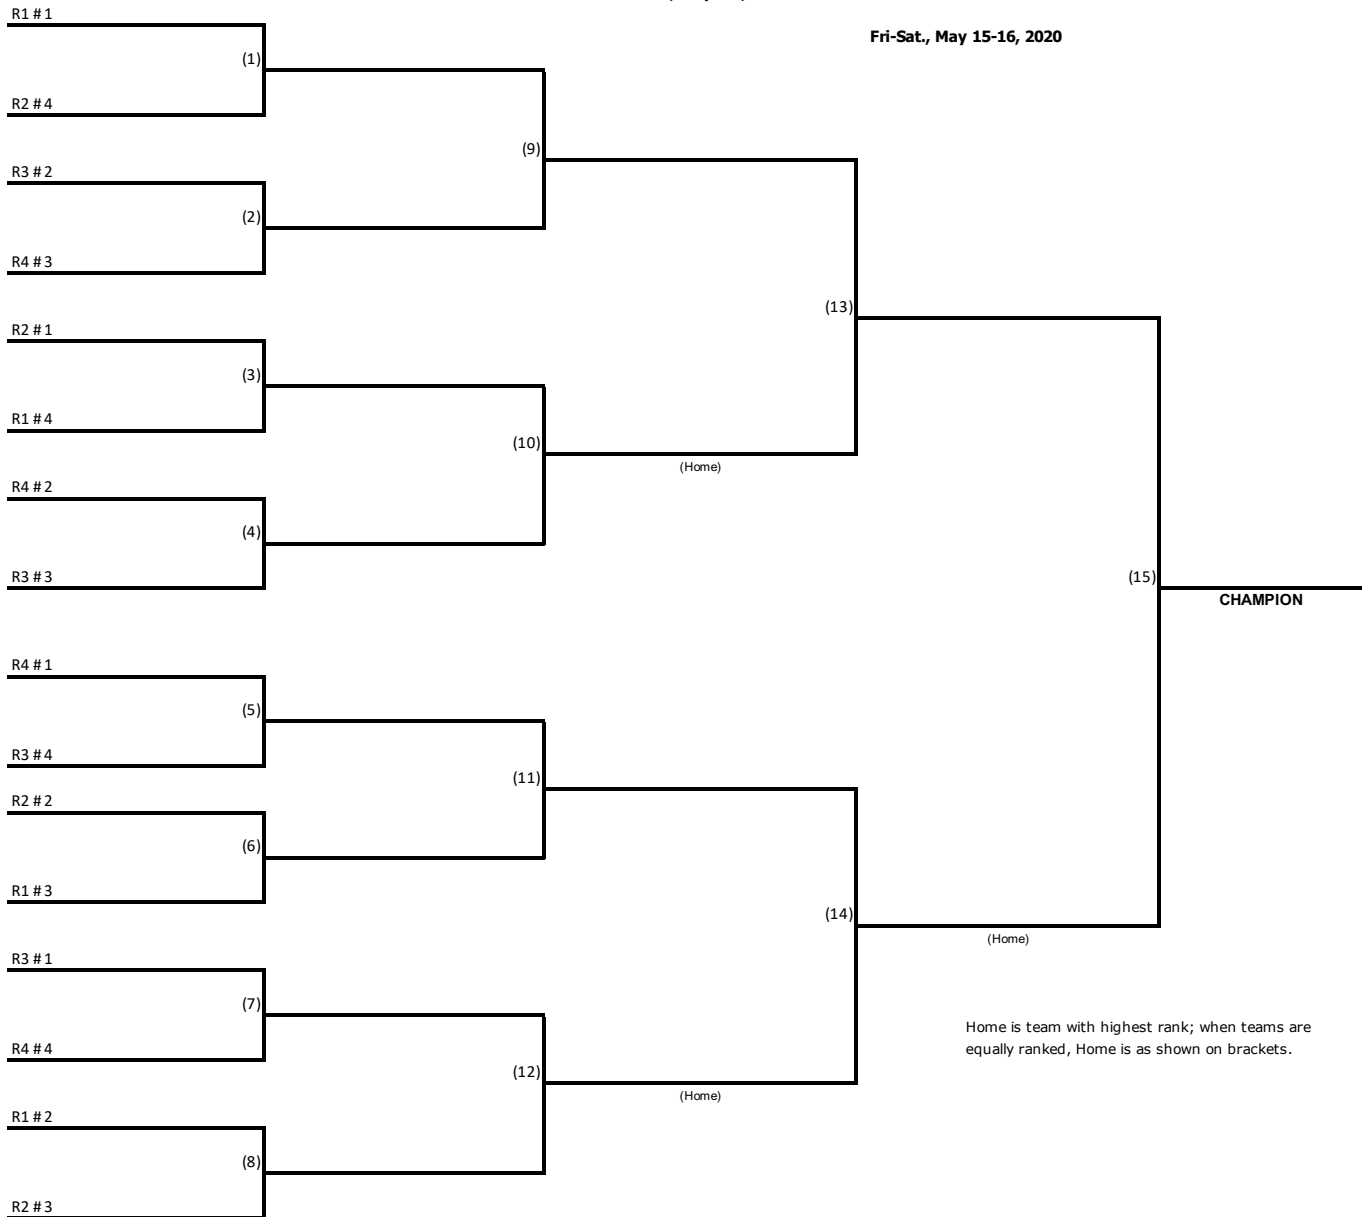 R1 #1
Fri-Sat., May 15-16, 2020
(1)
R2 #4
(9)
R3 #2
(2)
R4 #3
(13)
R2 #1
(3)
R1 #4
(10)
(Home)
R4 #2
(4)
R3 #3
(15)
CHAMPION
R4 #1
(5)
R3 #4
(11)
R2 #2
(6)
R1 #3
(14)
(Home)
R3 #1
(7)
R4 #4
Home is team with highest rank; when teams are
equally ranked, Home is as shown on brackets.
(12)
(Home)
R1 #2
(8)
R2 #3